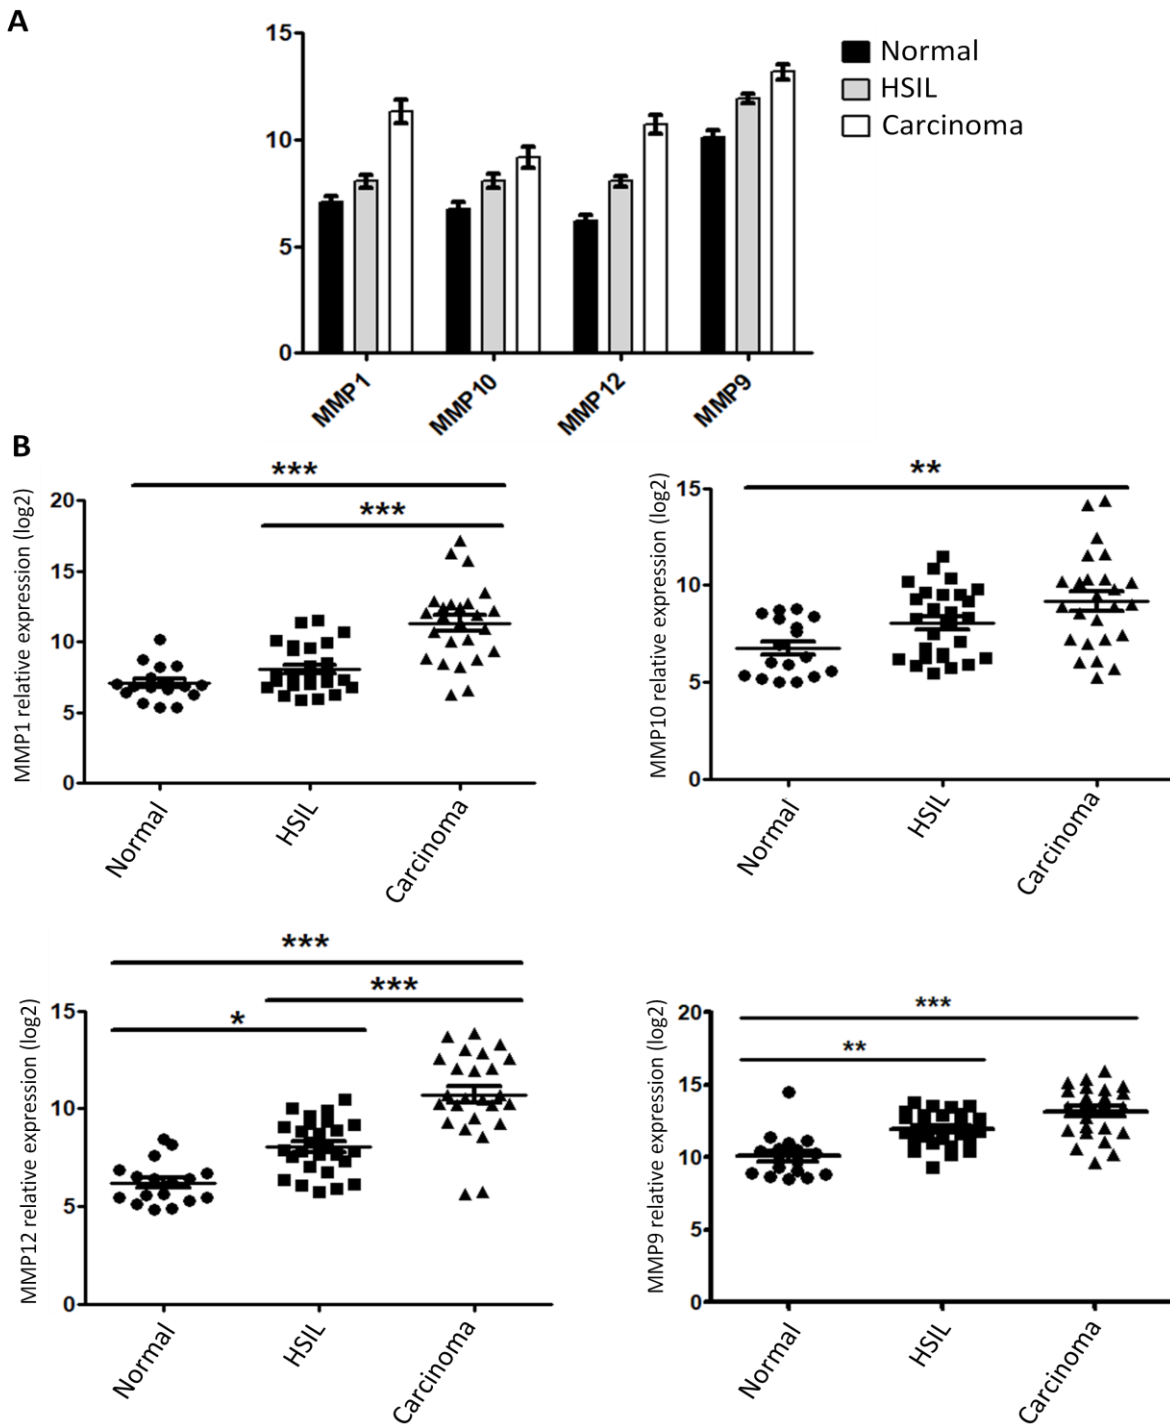 A
15
10
5
0
Normal
HSIL
Carcinoma
MMP1
MMP10
MMP12
MMP9
B
***
***
MMP1 relative expression (log2)
20
15
10
5
0
Normal
HSIL
Carcinoma
**
MMP10 relative expression (log2)
15
10
5
0
Normal
HSIL
Carcinoma
***
***
*
MMP12 relative expression (log2)
15
10
5
0
Normal
HSIL
Carcinoma
***
**
MMP9 relative expression (log2)
20
15
10
5
0
Normal
HSIL
Carcinoma